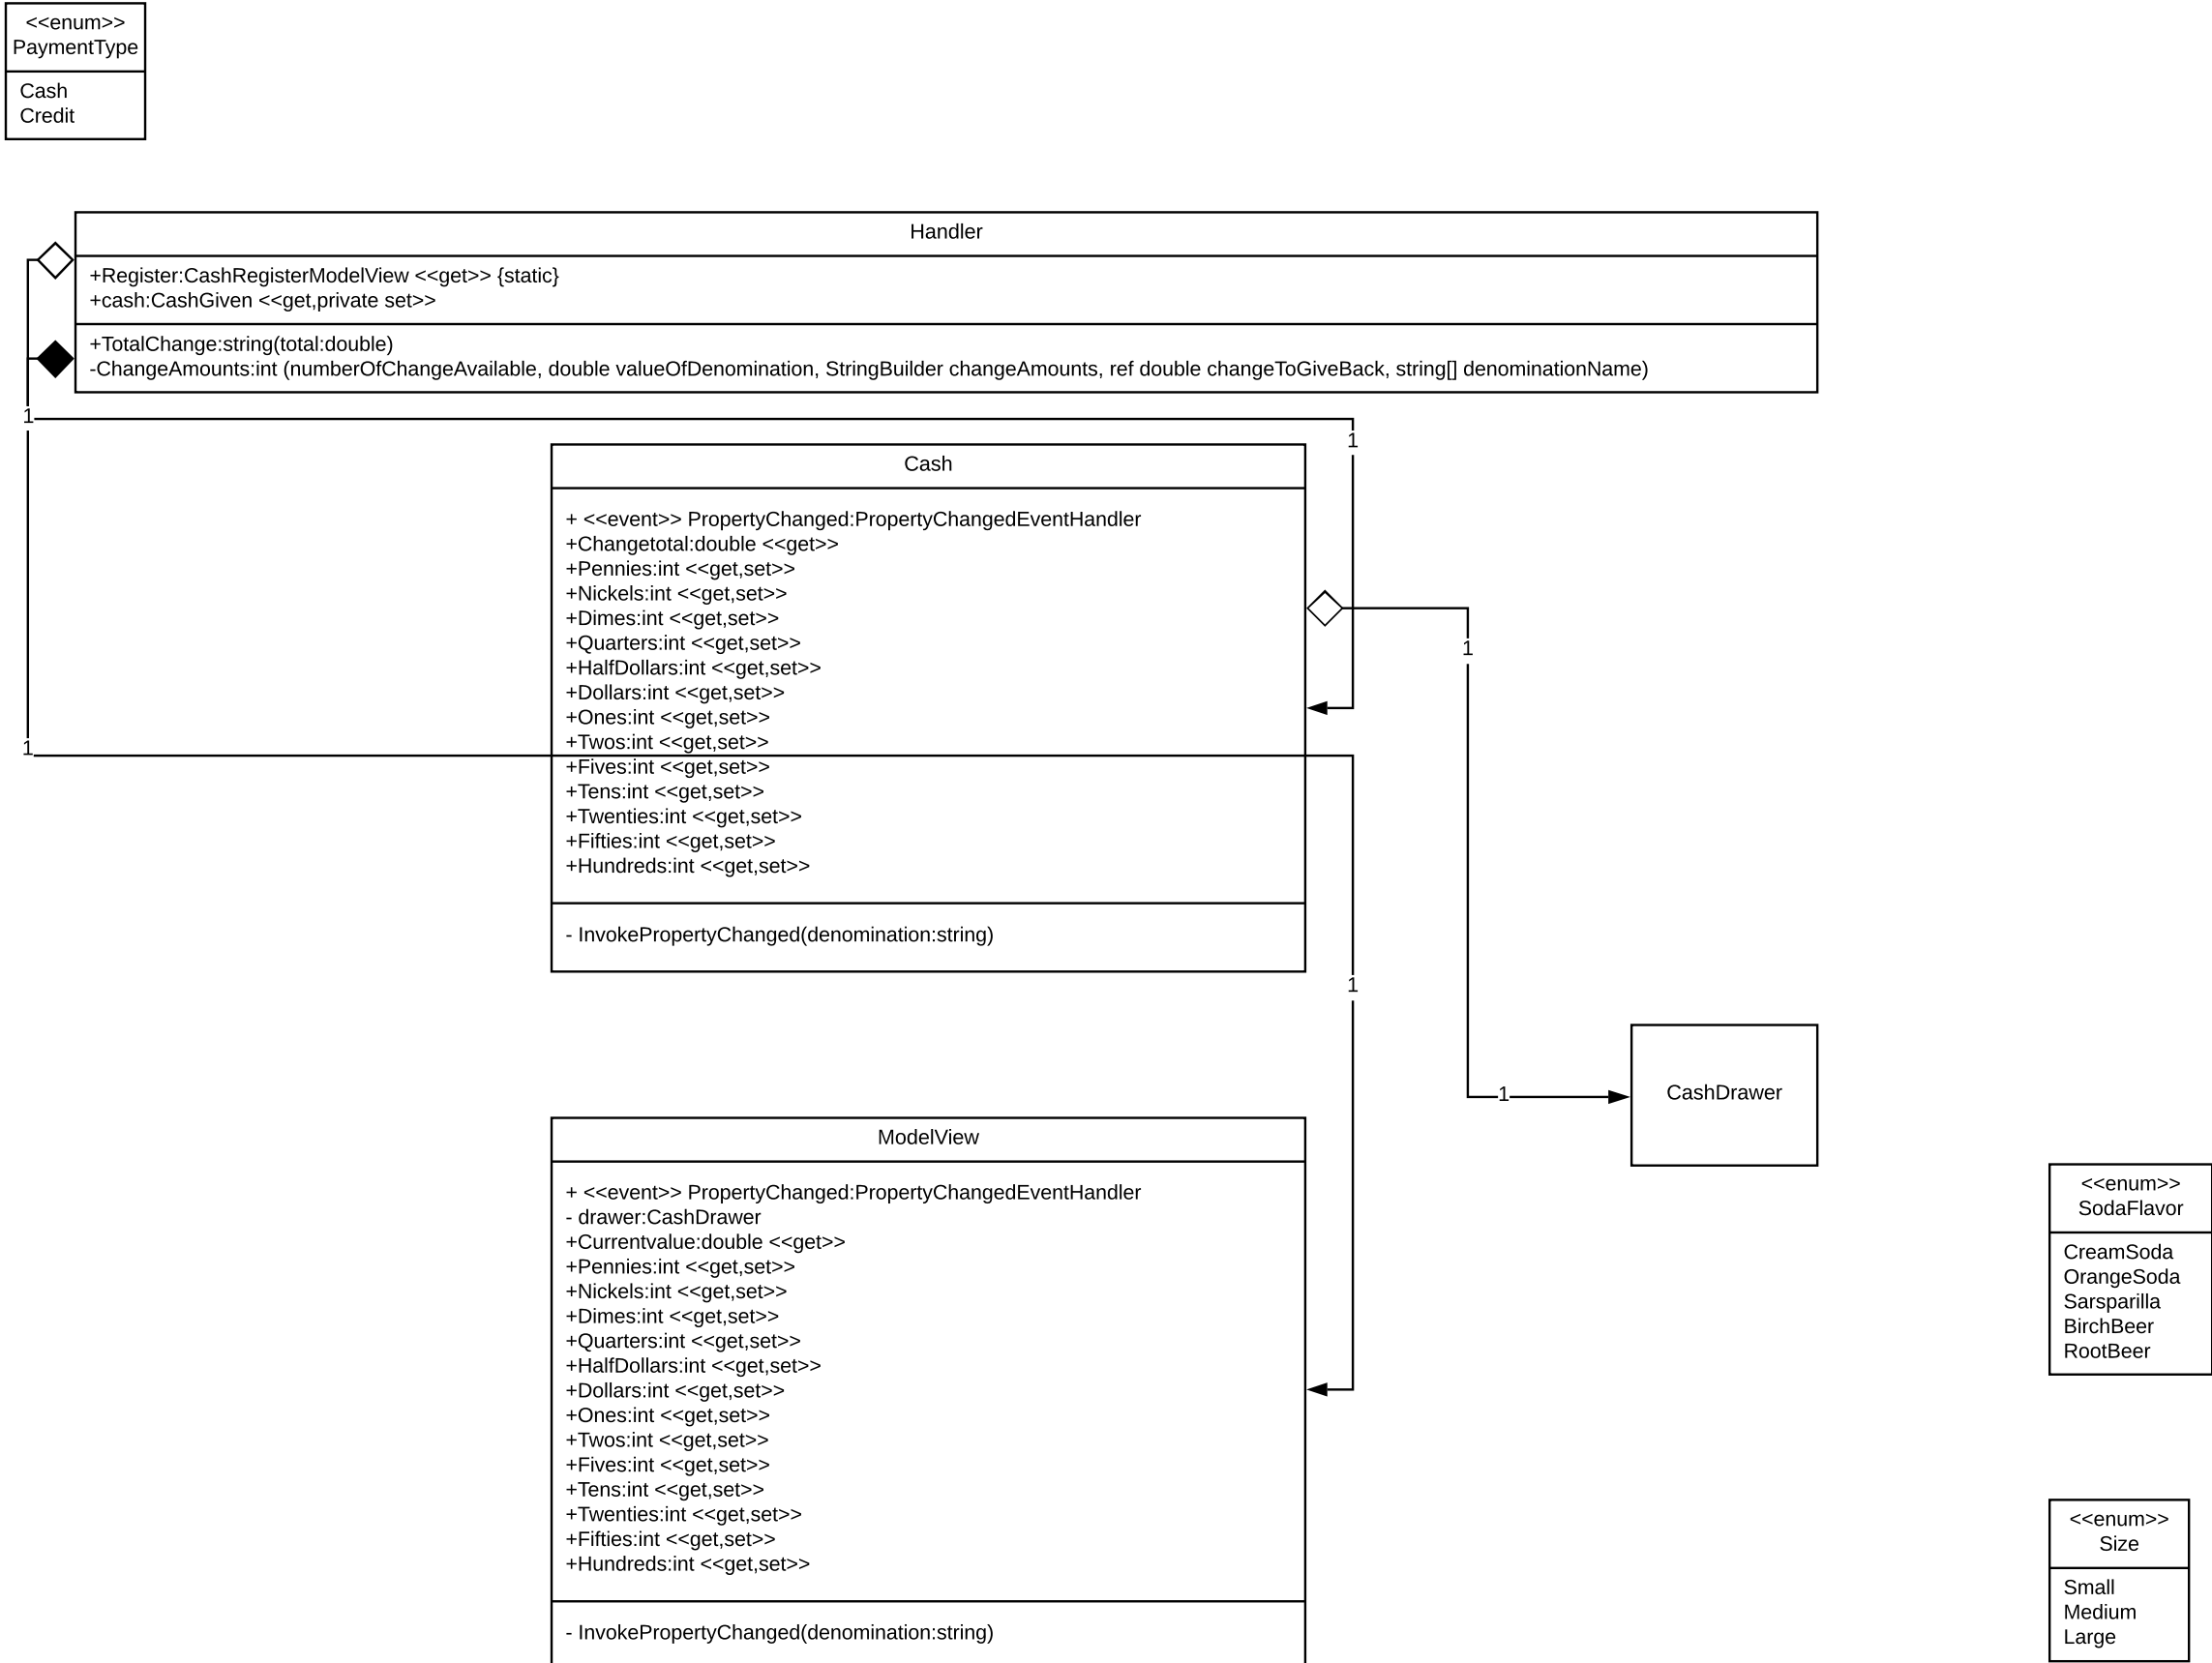 <<enum>>
PaymentType
Cash
Credit
Handler
+Register:CashRegisterModelView <<get>> {static}
+cash:CashGiven <<get,private set>>
+TotalChange:string(total:double)
-ChangeAmounts:int (numberOfChangeAvailable, double valueOfDenomination, StringBuilder changeAmounts, ref double changeToGiveBack, string[] denominationName)
1
1
Cash
+ <<event>> PropertyChanged:PropertyChangedEventHandler
+Changetotal:double <<get>>
+Pennies:int <<get,set>>
+Nickels:int <<get,set>>
+Dimes:int <<get,set>>
+Quarters:int <<get,set>>
+HalfDollars:int <<get,set>>
+Dollars:int <<get,set>>
+Ones:int <<get,set>>
+Twos:int <<get,set>>
+Fives:int <<get,set>>
+Tens:int <<get,set>>
+Twenties:int <<get,set>>
+Fifties:int <<get,set>>
+Hundreds:int <<get,set>>
- InvokePropertyChanged(denomination:string)
1
1
1
1
CashDrawer
ModelView
+ <<event>> PropertyChanged:PropertyChangedEventHandler
- drawer:CashDrawer
+Currentvalue:double <<get>>
+Pennies:int <<get,set>>
+Nickels:int <<get,set>>
+Dimes:int <<get,set>>
+Quarters:int <<get,set>>
+HalfDollars:int <<get,set>>
+Dollars:int <<get,set>>
+Ones:int <<get,set>>
+Twos:int <<get,set>>
+Fives:int <<get,set>>
+Tens:int <<get,set>>
+Twenties:int <<get,set>>
+Fifties:int <<get,set>>
+Hundreds:int <<get,set>>
- InvokePropertyChanged(denomination:string)
<<enum>>
SodaFlavor
CreamSoda
OrangeSoda
Sarsparilla
BirchBeer
RootBeer
<<enum>>
Size
Small
Medium
Large